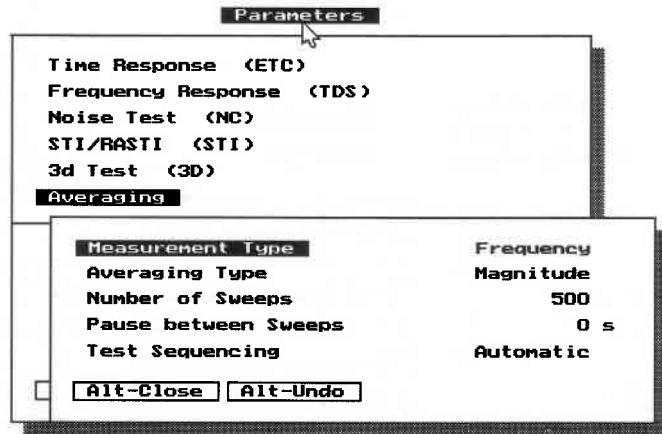 Parameters
Time Response (ETC)
Frequency Response (TDS)
Noise Test (NC)
STI/RASTI (STI)
3d Test (3D)
Averaging
Measurement Type Frequency
Averaging Type Magnitude
Number of Sweeps 500
Pause between Sweeps 0 s
Test Sequencing Automatic
Alt-Close Alt-Undo